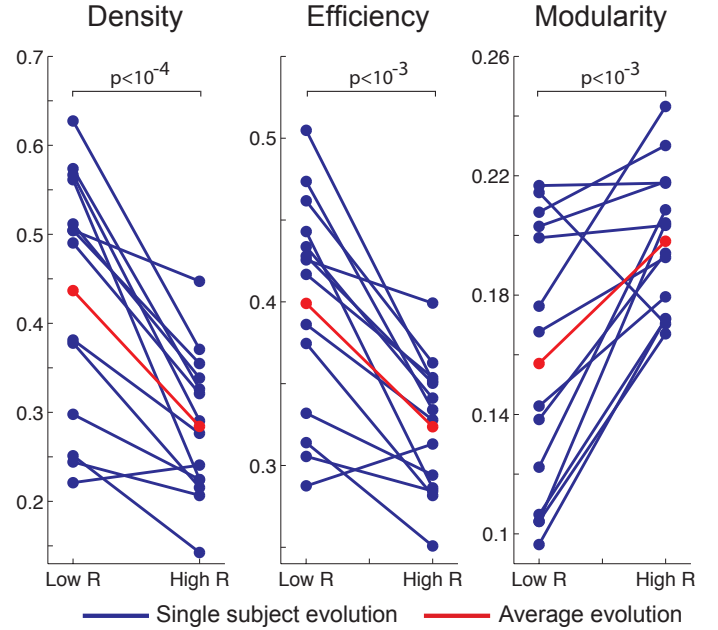 Density
Efficiency
Modularity
p<10⁻⁴
p<10⁻³
p<10⁻³
0.7
0.6
0.5
0.4
0.3
0.2
0.5
0.4
0.3
0.26
0.22
0.18
0.14
0.1
Low R High R
Low R High R
Low R High R
Single subject evolution
Average evolution